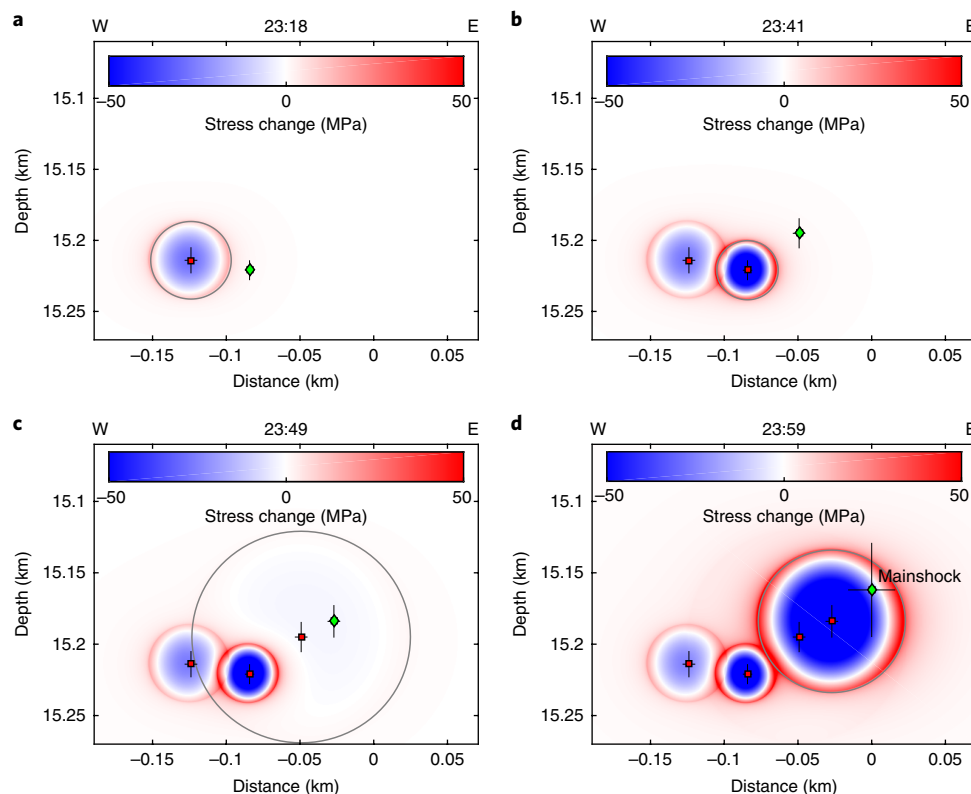 a
W 23:18 E
−50 0 50
Stress change (MPa)
15.1
15.15
15.2
15.25
Depth (km)
−0.15 −0.1 −0.05 0 0.05
Distance (km)
b
W 23:41 E
−50 0 50
Stress change (MPa)
15.1
15.15
15.2
15.25
Depth (km)
−0.15 −0.1 −0.05 0 0.05
Distance (km)
c
W 23:49 E
−50 0 50
Stress change (MPa)
15.1
15.15
15.2
15.25
Depth (km)
−0.15 −0.1 −0.05 0 0.05
Distance (km)
d
W 23:59 E
−50 0 50
Stress change (MPa)
15.1
15.15
15.2
15.25
Depth (km)
Mainshock
−0.15 −0.1 −0.05 0 0.05
Distance (km)